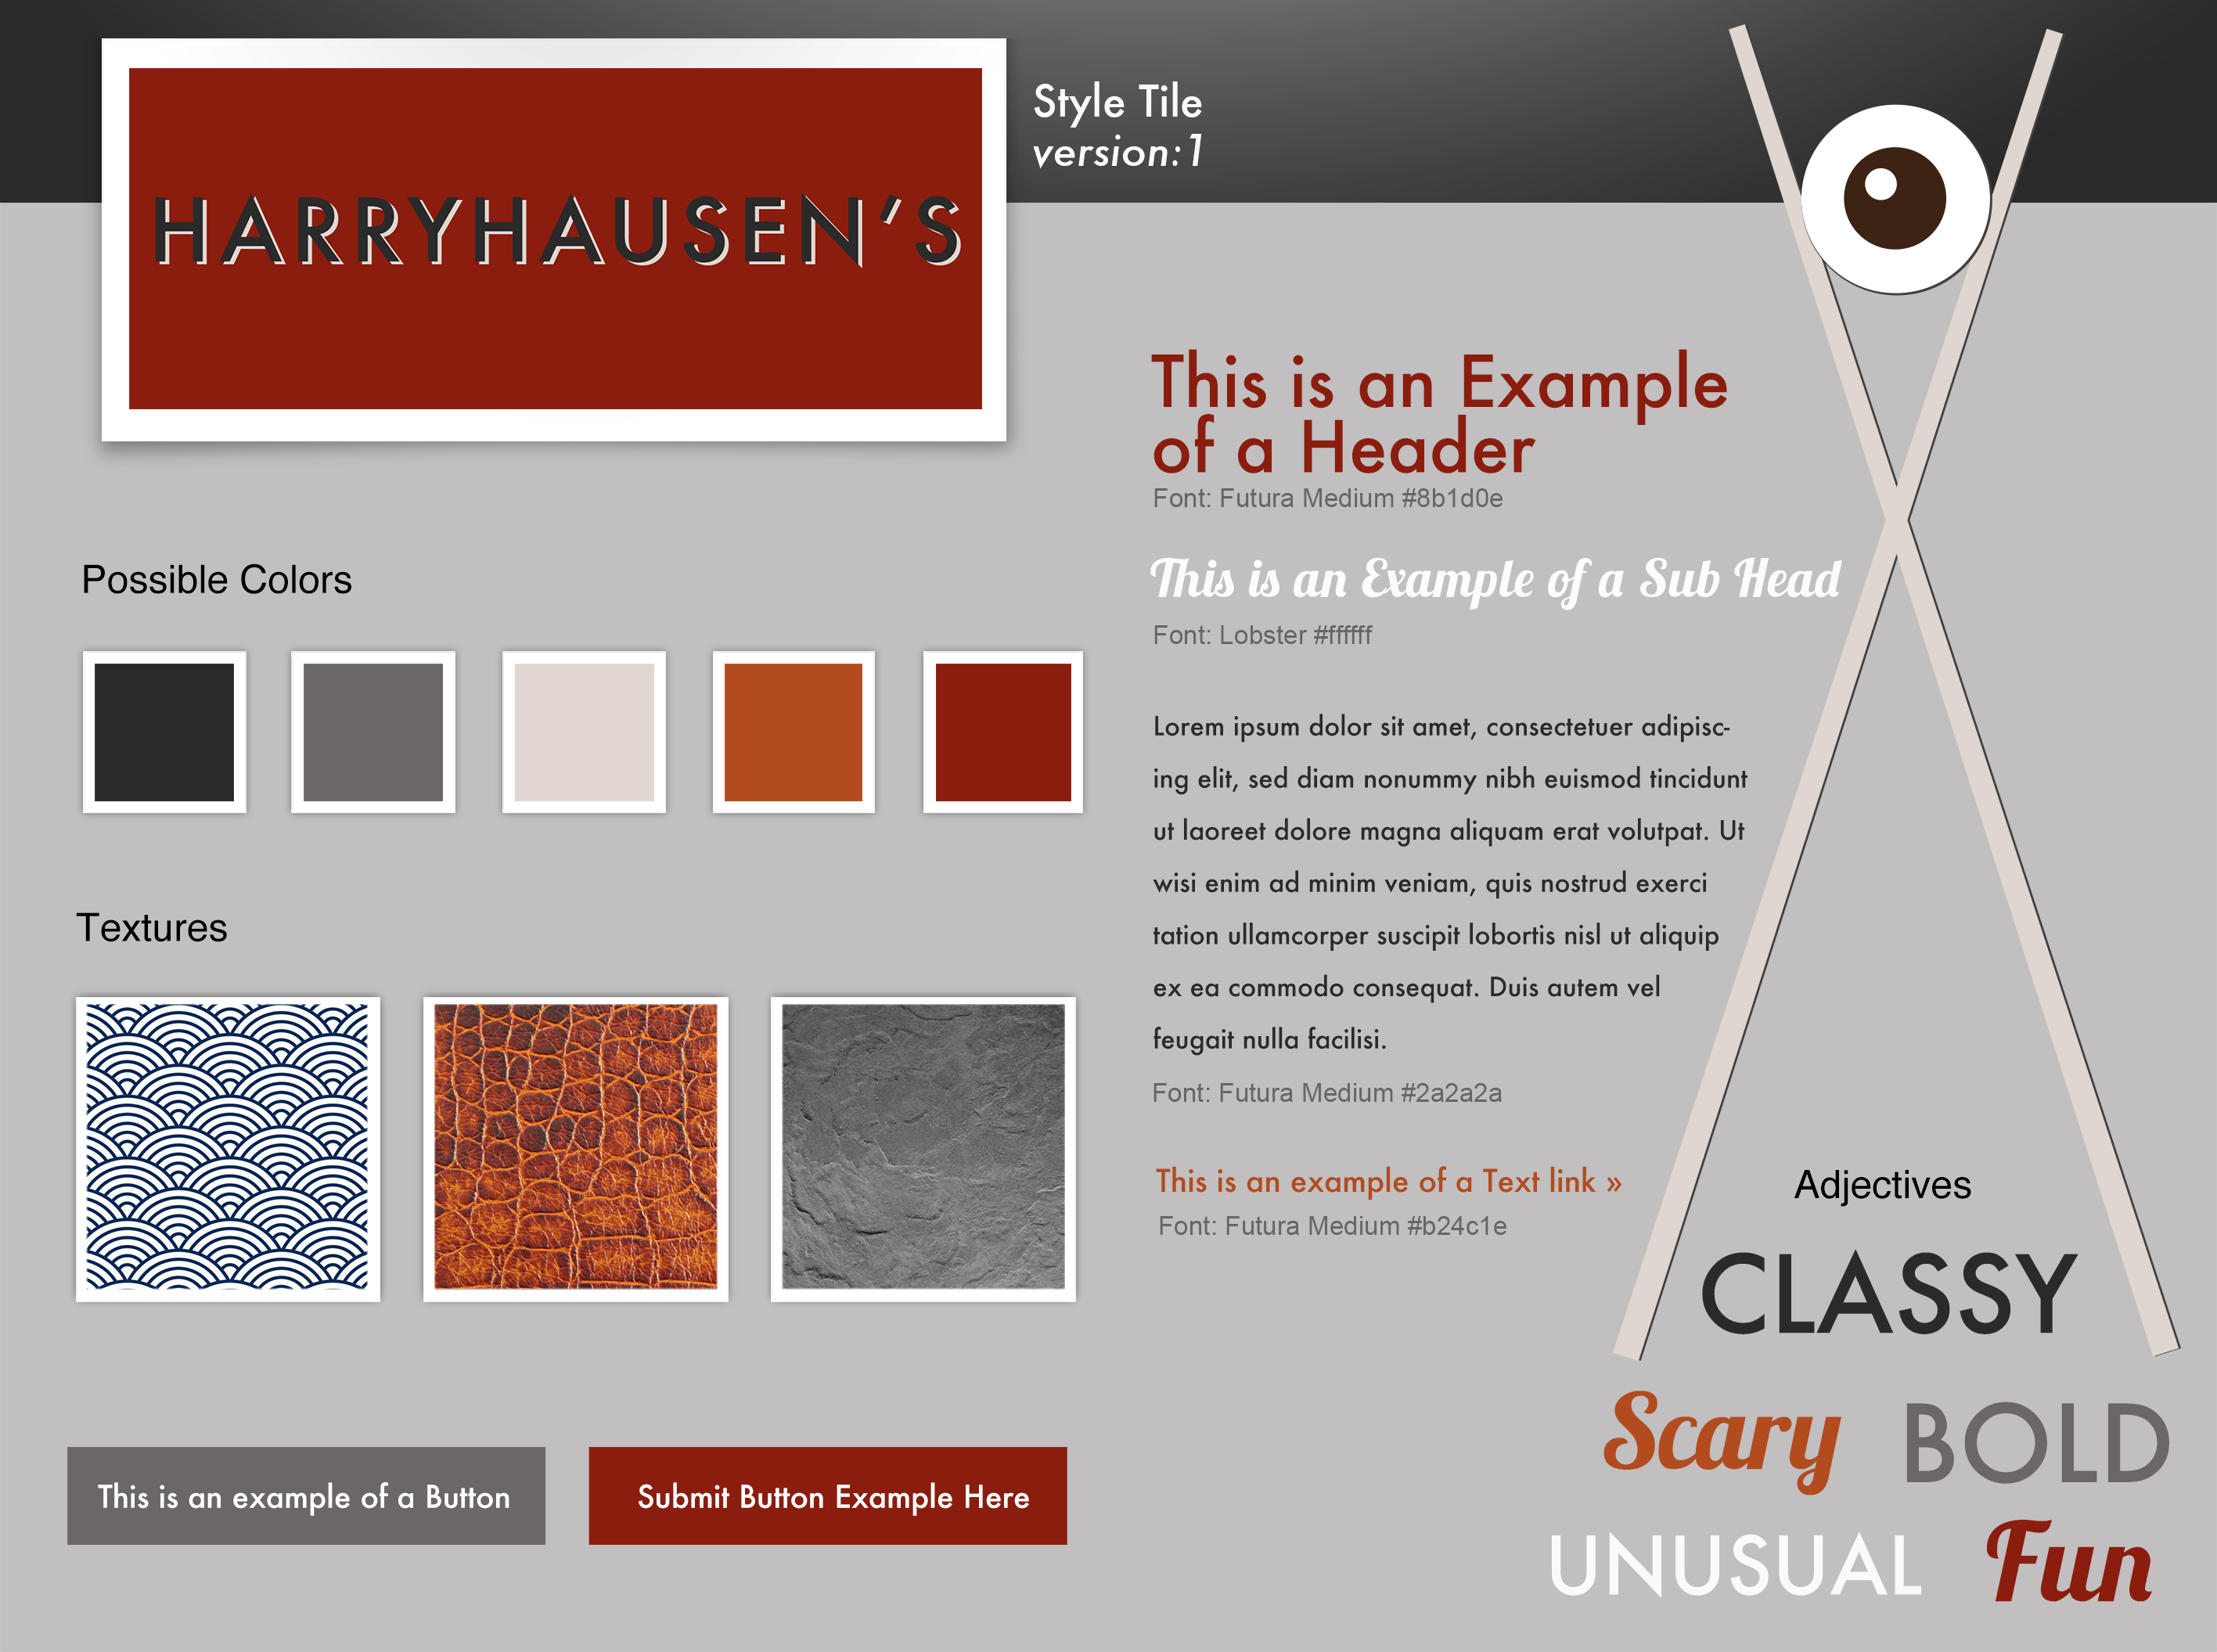 HARRYHAUSEN'S
Style Tile
version:1
Possible Colors
Textures
This is an example of a Button
Submit Button Example Here
This is an Example
of a Header
Font: Futura Medium #8b1d0e
This is an Example of a Sub Head
Font: Lobster #ffffff
Lorem ipsum dolor sit amet, consectetuer adipisc-
ing elit, sed diam nonummy nibh euismod tincidunt
ut laoreet dolore magna aliquam erat volutpat. Ut
wisi enim ad minim veniam, quis nostrud exerci
tation ullamcorper suscipit lobortis nisl ut aliquip
ex ea commodo consequat. Duis autem vel
feugait nulla facilisi.
Font: Futura Medium #2a2a2a
This is an example of a Text link »
Font: Futura Medium #b24c1e
Adjectives
CLASSY
Scary BOLD
UNUSUAL Fun